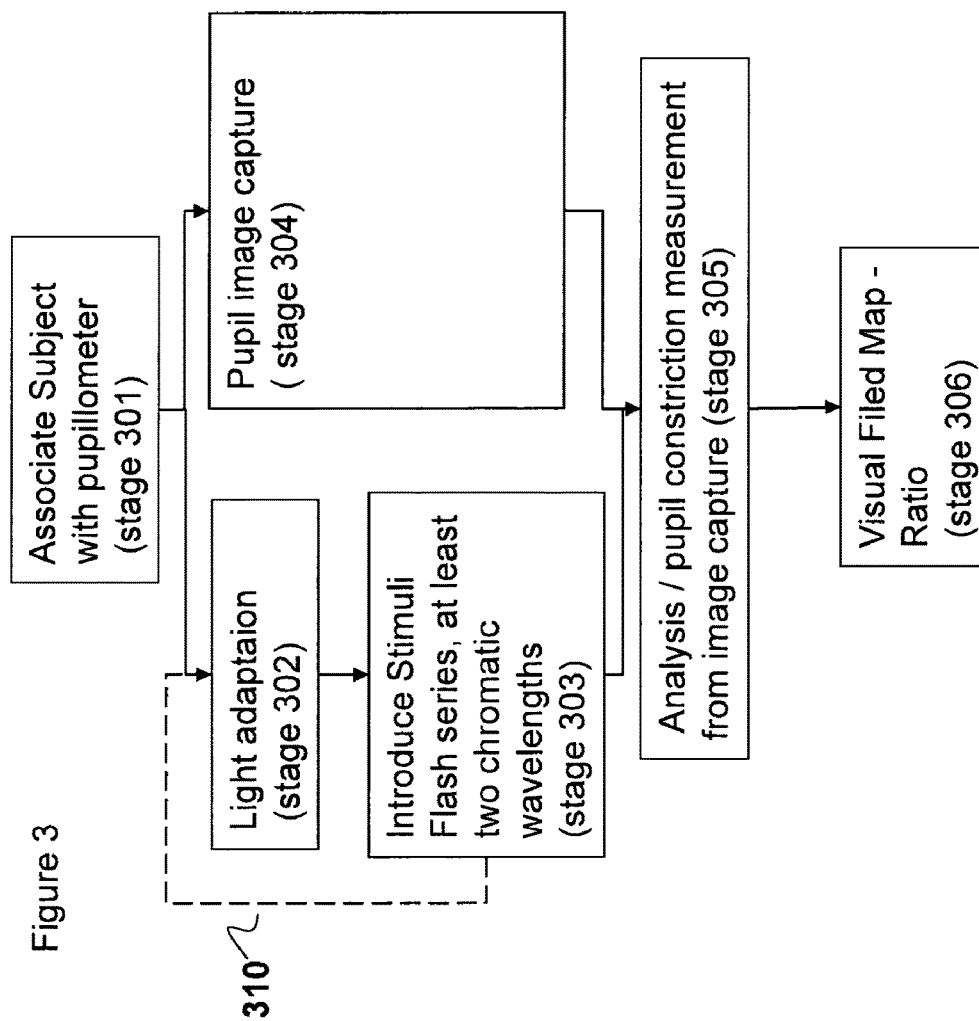 Figure 3
Associate Subject
with pupillometer
(stage 301)
310
Light adaptaion
(stage 302)
Pupil image capture
( stage 304)
Introduce Stimuli
Flash series, at least
two chromatic
wavelengths
(stage 303)
Analysis / pupil constriction measurement
from image capture (stage 305)
Visual Filed Map -
Ratio
(stage 306)